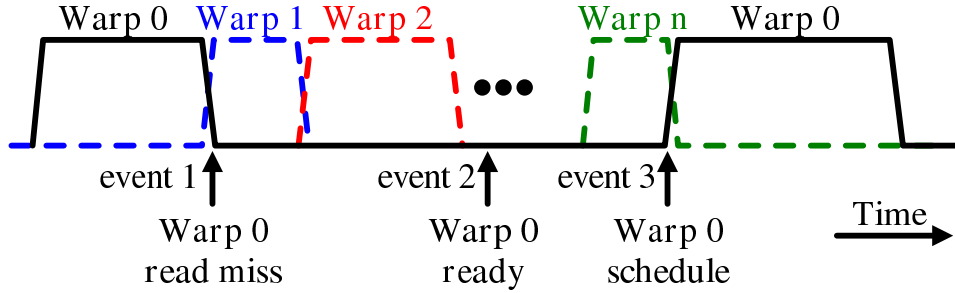 Warp 0 Warp 1 Warp 2 Warp n Warp 0
event 1 event 2 event 3
Warp 0 Warp 0 Warp 0 Time
read miss ready schedule